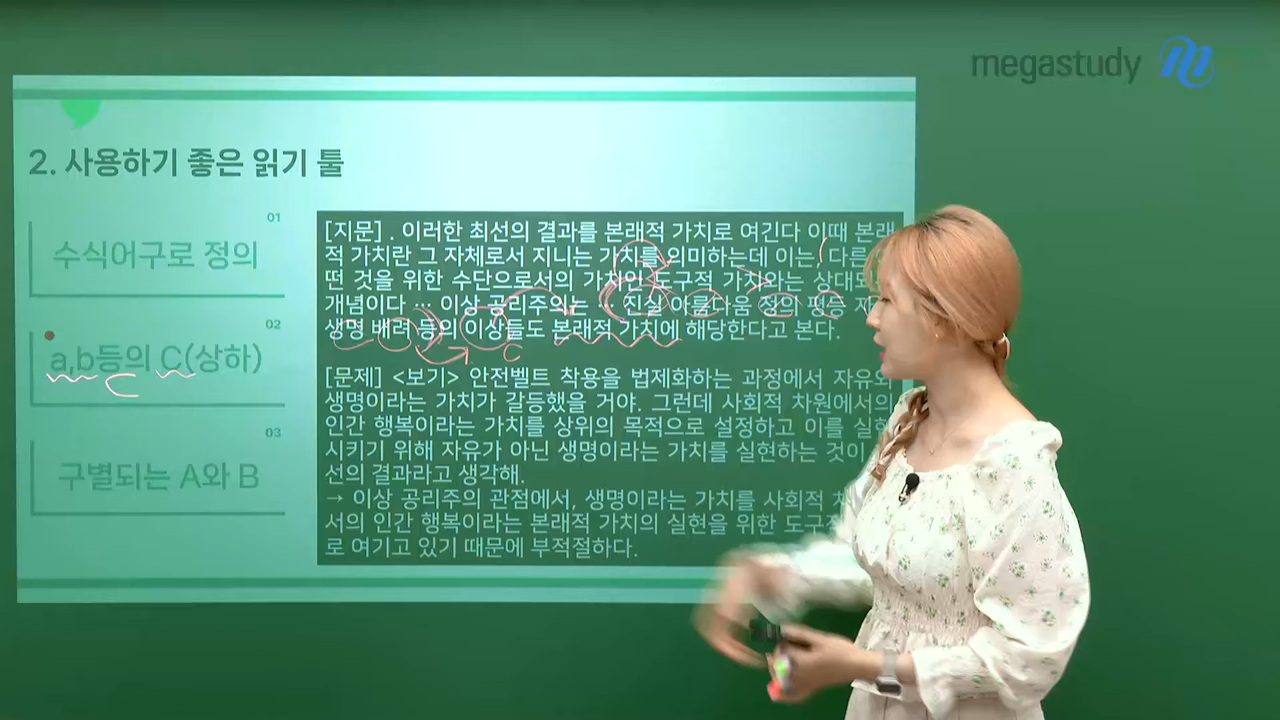 megastudy
2. 사용하기 좋은 읽기 툴
01
수식어구로 정의
02
a,b등의 C(상하)
C
03
구별되는 A와 B
[지문] . 이러한 최선의 결과를 본래적 가치로 여긴다 이때 본래
적 가치란 그 자체로서 지니는 가치를 의미하는데 이는, 다른
떤 것을 위한 수단으로서의 가치인 도구적 가치와는 상대되
개념이다 … 이상 공리주의는 … 진실 아름다움 정의 평등
생명 배려 등의 이상들도 본래적 가치에 해당한다고 본다.
C
[문제] <보기> 안전벨트 착용을 법제화하는 과정에서 자유와
생명이라는 가치가 갈등했을 거야. 그런데 사회적 차원에서의
인간 행복이라는 가치를 상위의 목적으로 설정하고 이를 실현
시키기 위해 자유가 아닌 생명이라는 가치를 실현하는 것이
선의 결과라고 생각해.
→ 이상 공리주의 관점에서, 생명이라는 가치를 사회적
서의 인간 행복이라는 본래적 가치의 실현을 위한 도구
로 여기고 있기 때문에 부적절하다.